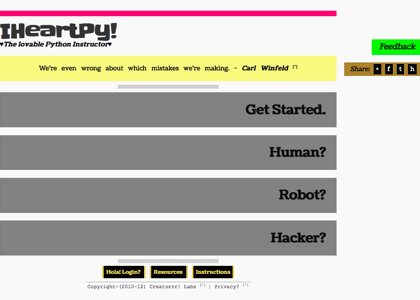 IHeartPy!
♥The lovable Python Instructor♥
Feedback
We're even wrong about which mistakes we're making. - Carl Winfeld (*)
Share: f t h
Get Started.
Human?
Robot?
Hacker?
Hola! Login? Resources Instructions
Copyright-(2010-12) Creatorrr| Labs (*) | Privacy? (*)